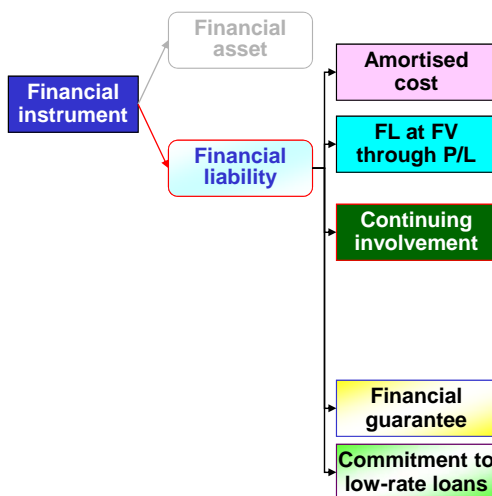 Financial
asset
Financial
instrument
Financial
liability
Amortised
cost
FL at FV
through P/L
Continuing
involvement
Financial
guarantee
Commitment to
low-rate loans